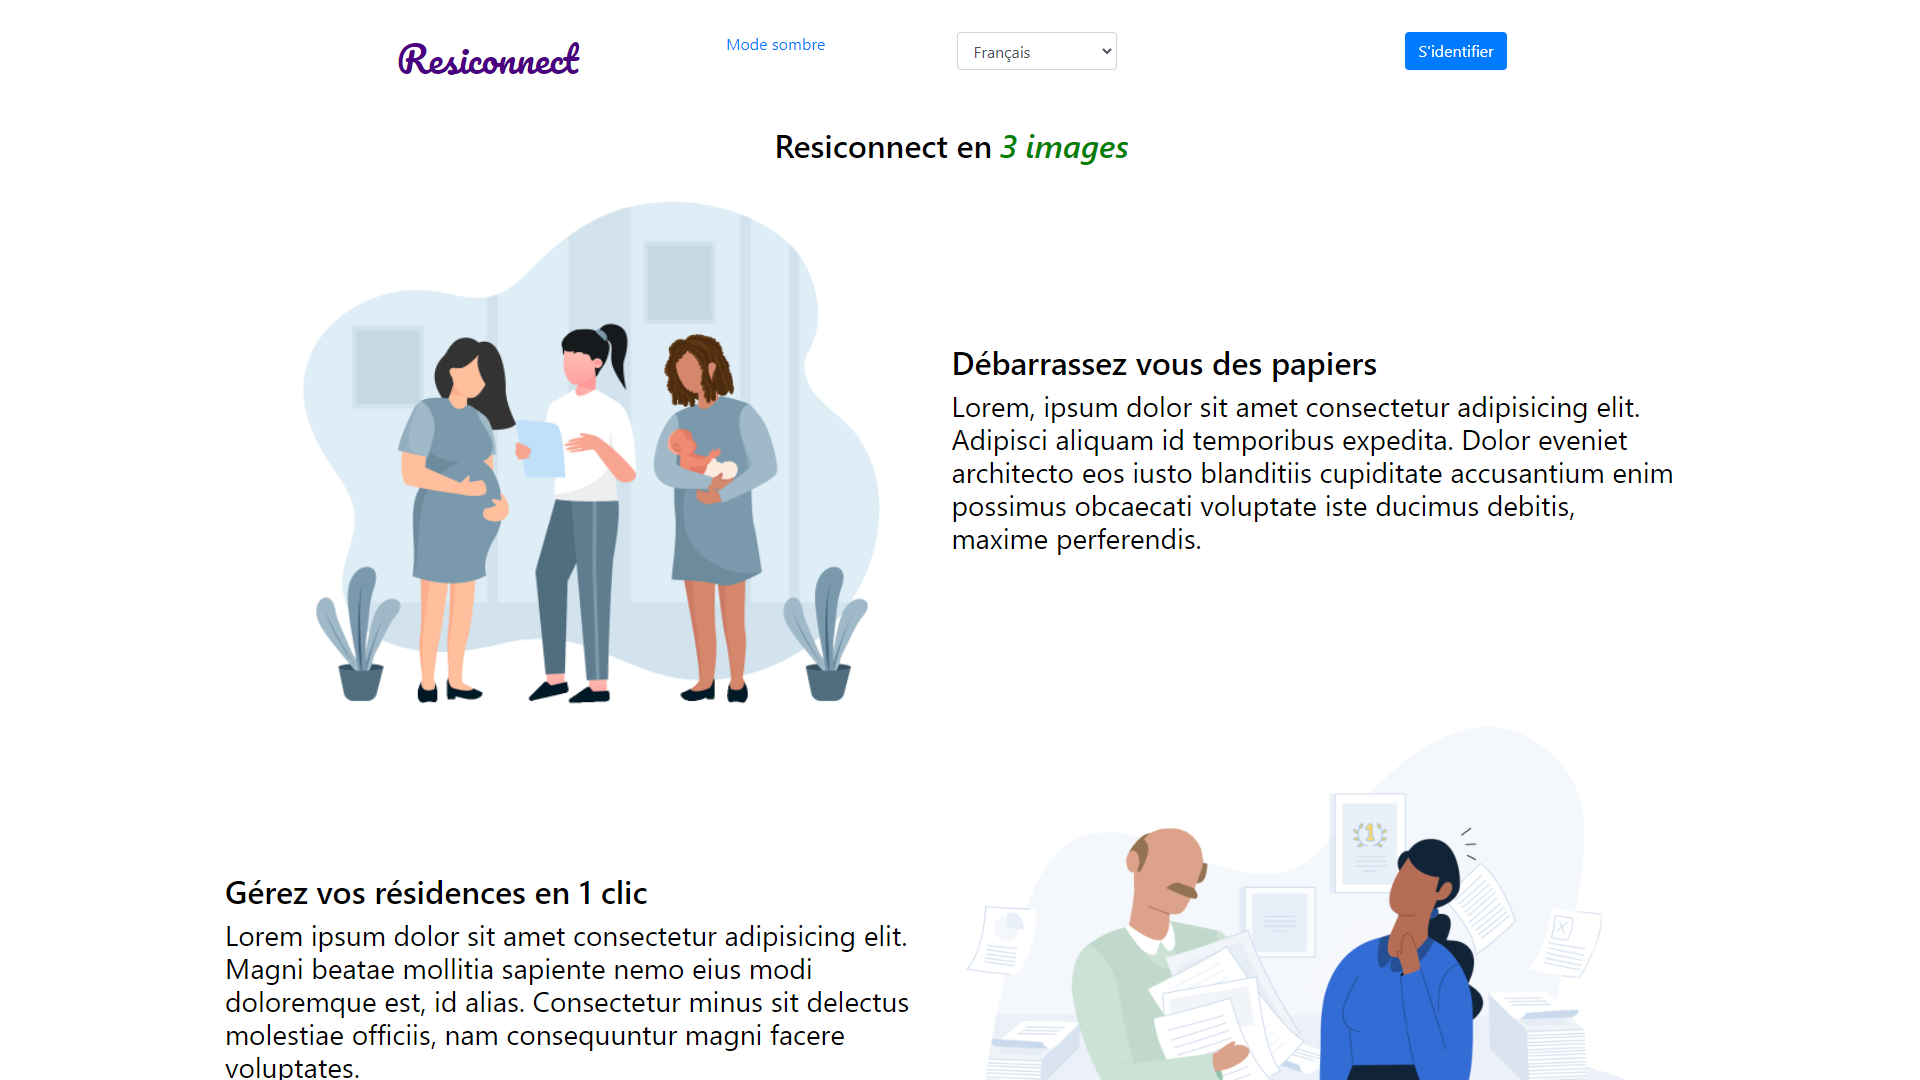 Resiconnect
Mode sombre
Français
S'identifier
Resiconnect en 3 images
Débarrassez vous des papiers
Lorem, ipsum dolor sit amet consectetur adipisicing elit.
Adipisci aliquam id temporibus expedita. Dolor eveniet
architecto eos iusto blanditiis cupiditate accusantium enim
possimus obcaecati voluptate iste ducimus debitis,
maxime perferendis.
1
Gérez vos résidences en 1 clic
Lorem ipsum dolor sit amet consectetur adipisicing elit.
Magni beatae mollitia sapiente nemo eius modi
doloremque est, id alias. Consectetur minus sit delectus
molestiae officiis, nam consequuntur magni facere
voluptates.